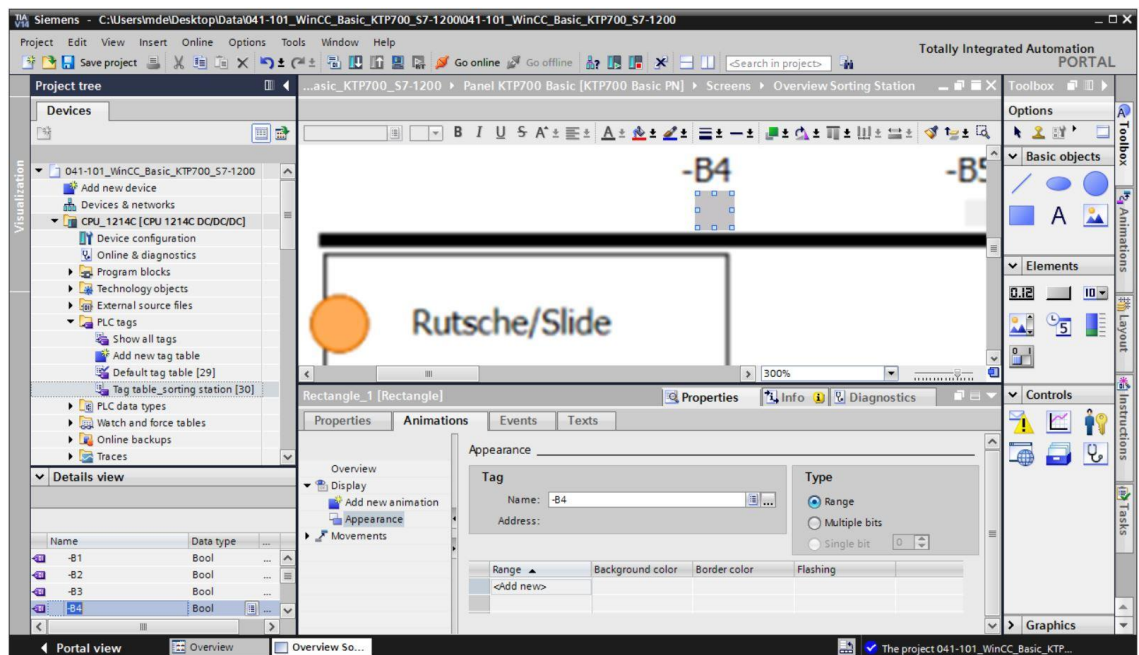 Siemens - C:\Users\mde\Desktop\Data\041-101_WinCC_Basic_KTP700_S7-1200\041-101_WinCC_Basic_KTP700_S7-1200
Project Edit View Insert Online Options Tools Window Help
Totally Integrated Automation
PORTAL
Save project
Go online
Go offline
<Search in project>
Project tree
...asic_KTP700_S7-1200 Panel KTP700 Basic [KTP700 Basic PN] Screens Overview Sorting Station
Toolbox
Devices
Options
Visualization
041-101_WinCC_Basic_KTP700_S7-1200
Add new device
Devices & networks
CPU_1214C [CPU 1214C DC/DC/DC]
Device configuration
Online & diagnostics
Program blocks
Technology objects
External source files
PLC tags
Show all tags
Add new tag table
Default tag table [29]
Tag table_sorting station [30]
PLC data types
Watch and force tables
Online backups
Traces
-B4
-B5
Rutsche/Slide
300%
Basic objects
Elements
Controls
Graphics
Toolbox
Animations
Layout
Instructions
Tasks
Rectangle_1 [Rectangle]
Properties
Info
Diagnostics
Properties Animations Events Texts
Overview
Display
Add new animation
Appearance
Movements
Appearance
Tag
Name: -B4
Address:
Type
Range
Multiple bits
Single bit 0
Range Background color Border color Flashing
<Add new>
Details view
Name Data type ...
-B1 Bool ...
-B2 Bool ...
-B3 Bool ...
-B4 Bool ...
Portal view
Overview
Overview So...
The project 041-101_WinCC_Basic_KTP...